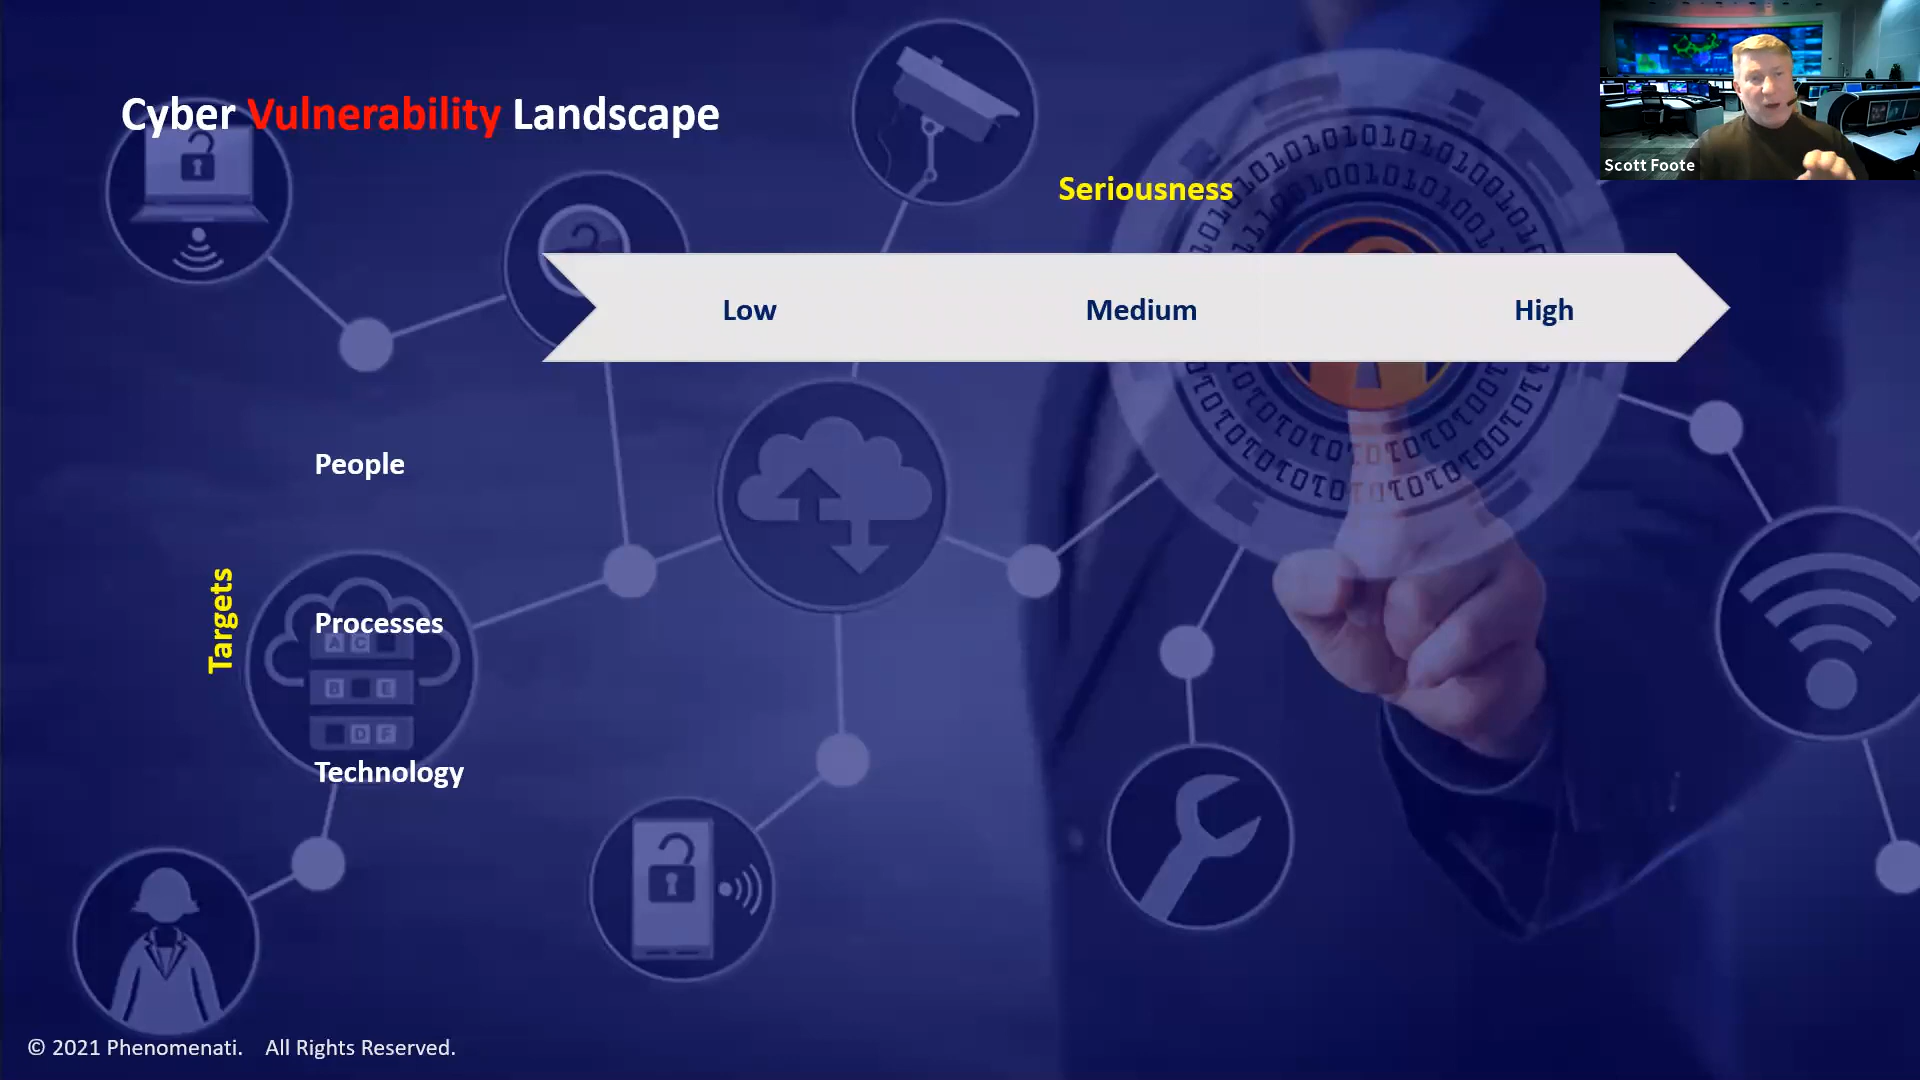 Cyber Vulnerability Landscape
Scott Foote
Seriousness
Low Medium High
People
Targets
Processes
A C
B E
D F
Technology
© 2021 Phenomenati. All Rights Reserved.